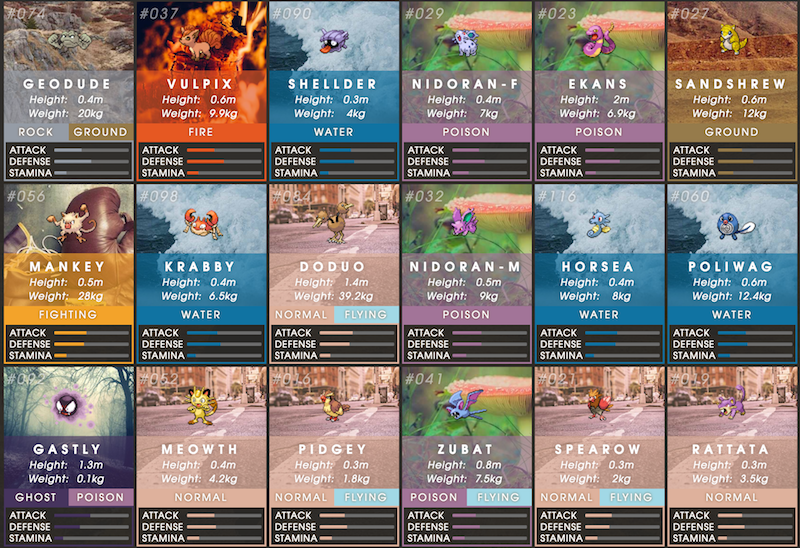 #074
GEODUDE
Height: 0.4m
Weight: 20kg
ROCK GROUND
ATTACK
DEFENSE
STAMINA
#037
VULPIX
Height: 0.6m
Weight: 9.9kg
FIRE
ATTACK
DEFENSE
STAMINA
#090
SHELLDER
Height: 0.3m
Weight: 4kg
WATER
ATTACK
DEFENSE
STAMINA
#029
NIDORAN-F
Height: 0.4m
Weight: 7kg
POISON
ATTACK
DEFENSE
STAMINA
#023
EKANS
Height: 2m
Weight: 6.9kg
POISON
ATTACK
DEFENSE
STAMINA
#027
SANDSHREW
Height: 0.6m
Weight: 12kg
GROUND
ATTACK
DEFENSE
STAMINA
#056
MANKEY
Height: 0.5m
Weight: 28kg
FIGHTING
ATTACK
DEFENSE
STAMINA
#098
KRABBY
Height: 0.4m
Weight: 6.5kg
WATER
ATTACK
DEFENSE
STAMINA
#084
DODUO
Height: 1.4m
Weight: 39.2kg
NORMAL FLYING
ATTACK
DEFENSE
STAMINA
#032
NIDORAN-M
Height: 0.5m
Weight: 9kg
POISON
ATTACK
DEFENSE
STAMINA
#116
HORSEA
Height: 0.4m
Weight: 8kg
WATER
ATTACK
DEFENSE
STAMINA
#060
POLIWAG
Height: 0.6m
Weight: 12.4kg
WATER
ATTACK
DEFENSE
STAMINA
#092
GASTLY
Height: 1.3m
Weight: 0.1kg
GHOST POISON
ATTACK
DEFENSE
STAMINA
#052
MEOWTH
Height: 0.4m
Weight: 4.2kg
NORMAL
ATTACK
DEFENSE
STAMINA
#016
PIDGEY
Height: 0.3m
Weight: 1.8kg
NORMAL FLYING
ATTACK
DEFENSE
STAMINA
#041
ZUBAT
Height: 0.8m
Weight: 7.5kg
POISON FLYING
ATTACK
DEFENSE
STAMINA
#021
SPEAROW
Height: 0.3m
Weight: 2kg
NORMAL FLYING
ATTACK
DEFENSE
STAMINA
#019
RATTATA
Height: 0.3m
Weight: 3.5kg
NORMAL
ATTACK
DEFENSE
STAMINA